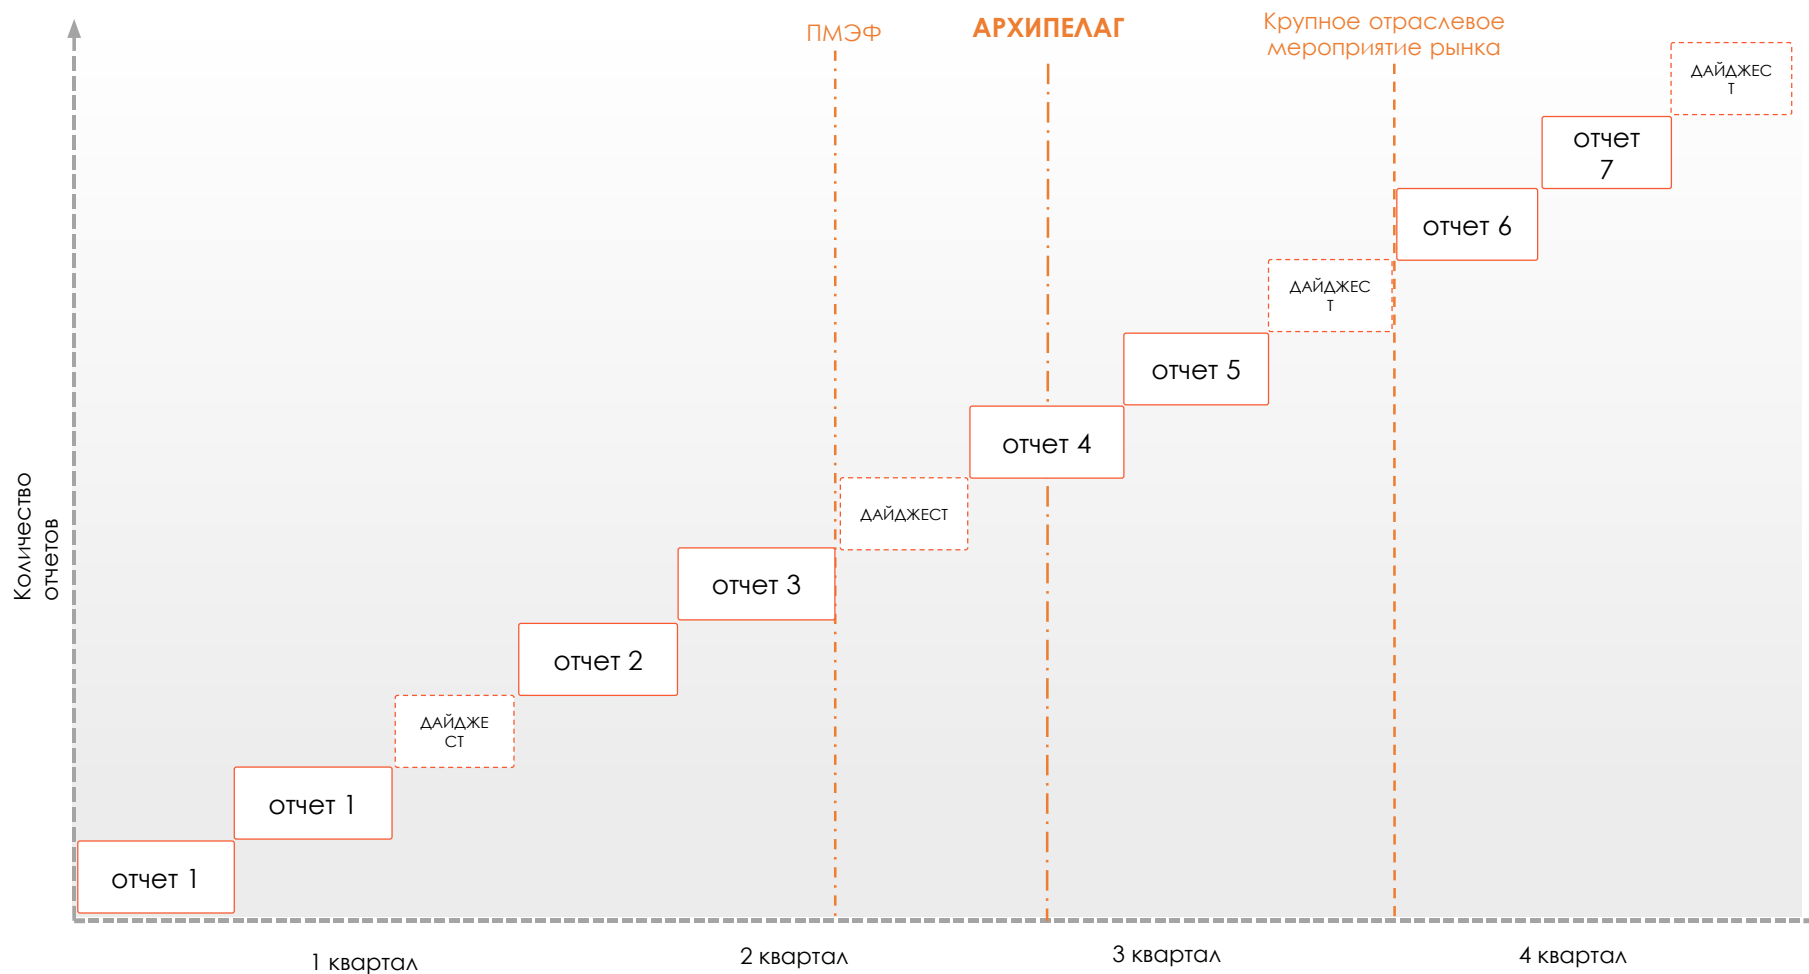 ПМЭФ
АРХИПЕЛАГ
Крупное отраслевое
мероприятие рынка
ДАЙДЖЕС
Т
отчет
7
отчет 6
ДАЙДЖЕС
Т
отчет 5
отчет 4
ДАЙДЖЕСТ
Количество
отчетов
отчет 3
отчет 2
ДАЙДЖЕ
СТ
отчет 1
отчет 1
1 квартал
2 квартал
3 квартал
4 квартал